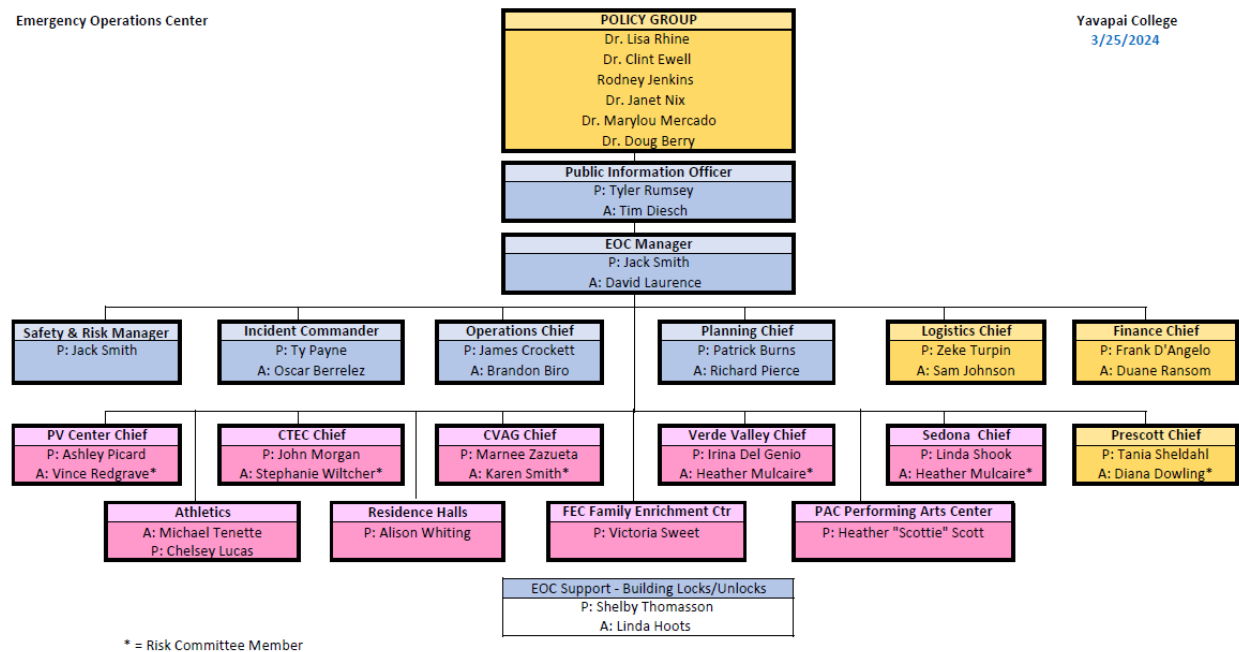 Emergency Operations Center
Yavapai College
3/25/2024
POLICY GROUP
Dr. Lisa Rhine
Dr. Clint Ewell
Rodney Jenkins
Dr. Janet Nix
Dr. Marylou Mercado
Dr. Doug Berry
Public Information Officer
P: Tyler Rumsey
A: Tim Diesch
EOC Manager
P: Jack Smith
A: David Laurence
Safety & Risk Manager
P: Jack Smith
Incident Commander
P: Ty Payne
A: Oscar Berrelez
Operations Chief
P: James Crockett
A: Brandon Biro
Planning Chief
P: Patrick Burns
A: Richard Pierce
Logistics Chief
P: Zeke Turpin
A: Sam Johnson
Finance Chief
P: Frank D'Angelo
A: Duane Ransom
PV Center Chief
P: Ashley Picard
A: Vince Redgrave*
CTEC Chief
P: John Morgan
A: Stephanie Wiltcher*
CVAG Chief
P: Marnee Zazueta
A: Karen Smith*
Verde Valley Chief
P: Irina Del Genio
A: Heather Mulcaire*
Sedona  Chief
P: Linda Shook
A: Heather Mulcaire*
Prescott Chief
P: Tania Sheldahl
A: Diana Dowling*
Athletics
A: Michael Tenette
P: Chelsey Lucas
Residence Halls
P: Alison Whiting
FEC Family Enrichment Ctr
P: Victoria Sweet
PAC Performing Arts Center
P: Heather "Scottie" Scott
EOC Support - Building Locks/Unlocks
P: Shelby Thomasson
A: Linda Hoots
* = Risk Committee Member